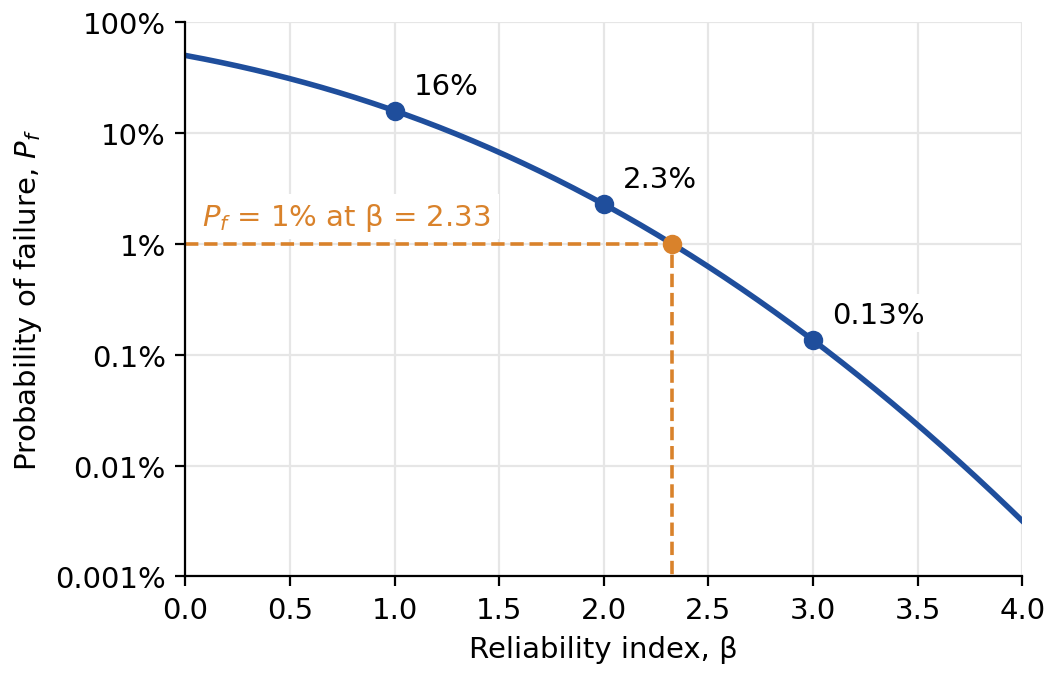 100%
10%
1%
0.1%
0.01%
0.001%
Probability of failure, P_f
16%
2.3%
P_f = 1% at β = 2.33
0.13%
0.0 0.5 1.0 1.5 2.0 2.5 3.0 3.5 4.0
Reliability index, β